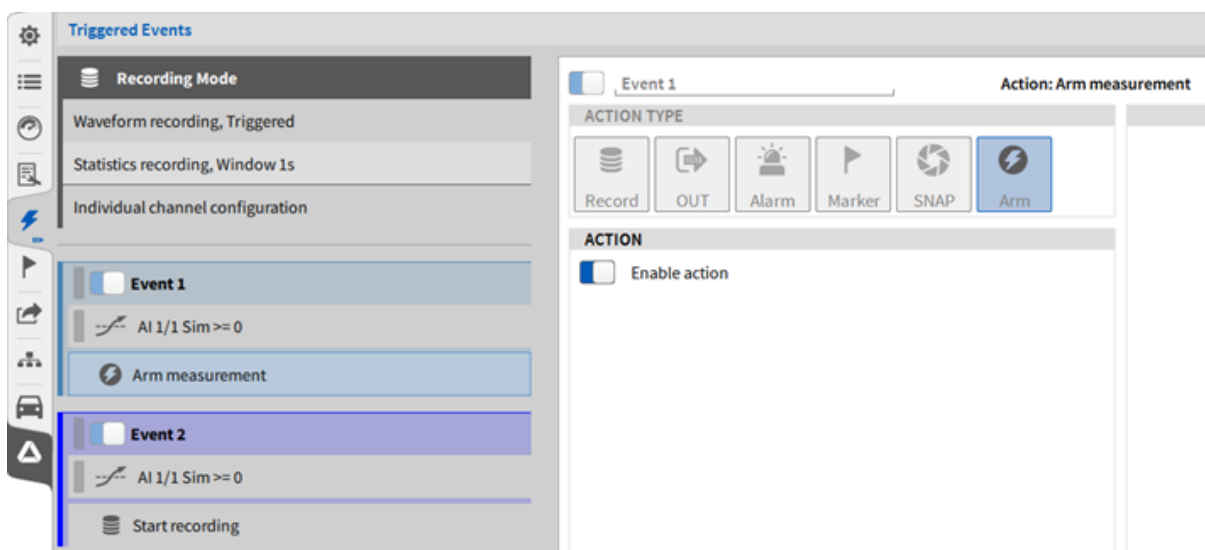 Triggered Events
Recording Mode
Waveform recording, Triggered
Statistics recording, Window 1s
Individual channel configuration
Event 1
AI 1/1 Sim >= 0
Arm measurement
Event 2
AI 1/1 Sim >= 0
Start recording
Event 1
Action: Arm measurement
ACTION TYPE
Record OUT Alarm Marker SNAP Arm
ACTION
Enable action